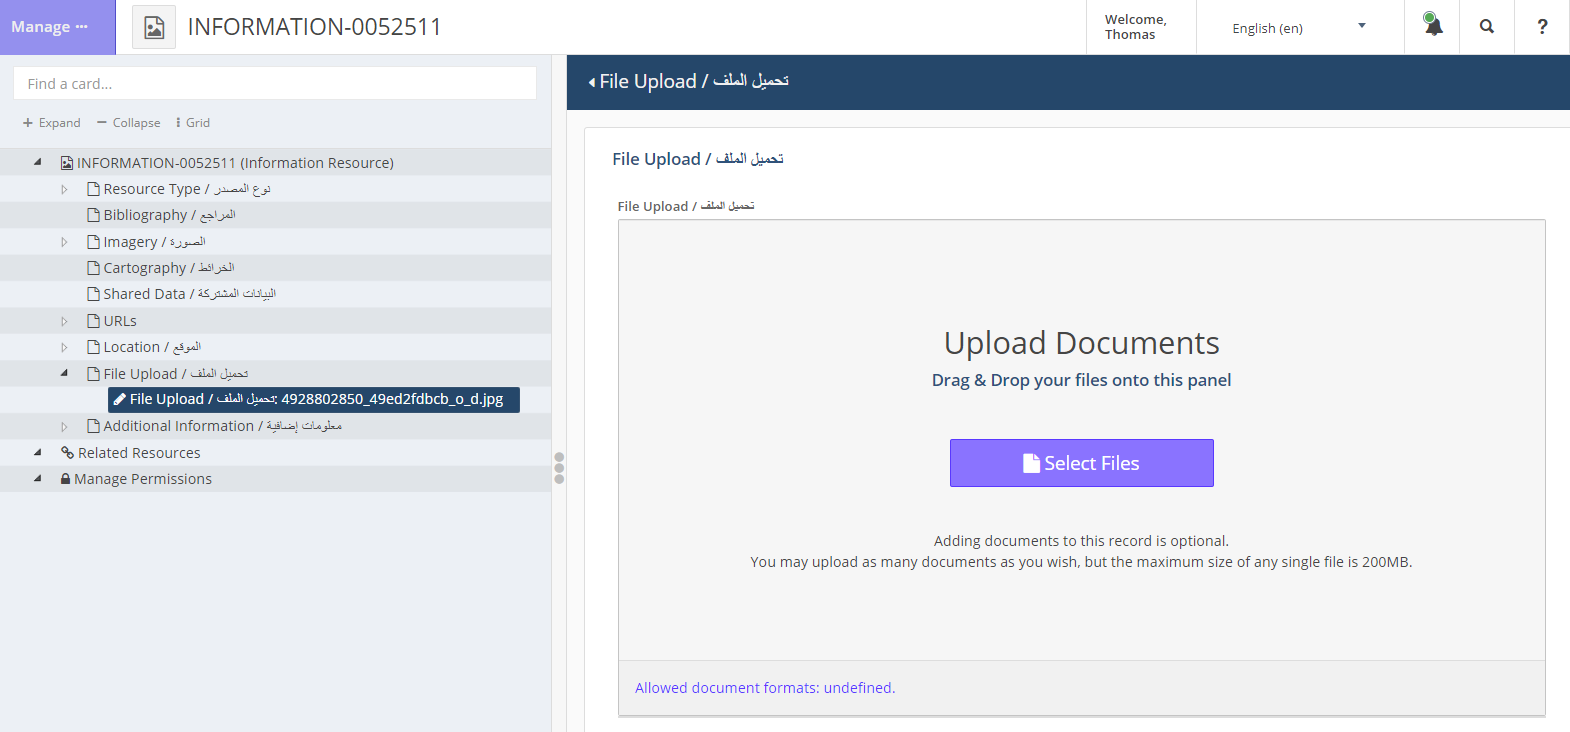 Manage ···
INFORMATION-0052511
Welcome,
Thomas
English (en)
?
Find a card...
+ Expand
− Collapse
Grid
INFORMATION-0052511 (Information Resource)
Resource Type / نوع المصدر
Bibliography / المراجع
Imagery / الصورة
Cartography / الخرائط
Shared Data / البيانات المشتركة
URLs
Location / الموقع
File Upload / تحميل الملف
File Upload / تحميل الملف: 4928802850_49ed2fdbcb_o_d.jpg
Additional Information / معلومات إضافية
Related Resources
Manage Permissions
File Upload / تحميل الملف
File Upload / تحميل الملف
File Upload / تحميل الملف
Upload Documents
Drag & Drop your files onto this panel
Select Files
Adding documents to this record is optional.
You may upload as many documents as you wish, but the maximum size of any single file is 200MB.
Allowed document formats: undefined.